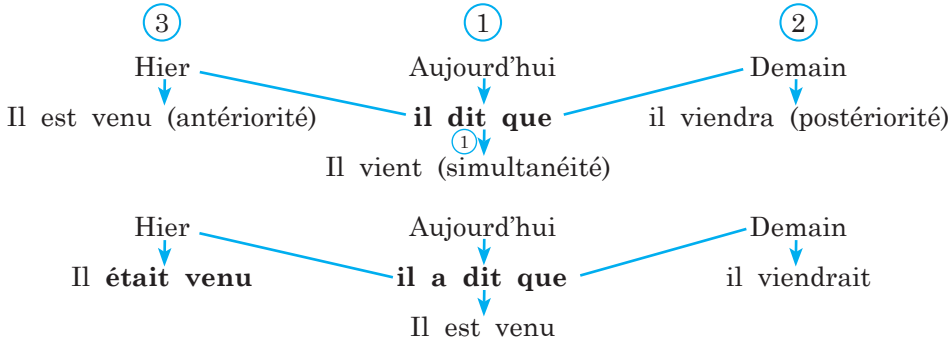 3 1 2
Hier Aujourd'hui Demain
Il est venu (antériorité) il dit que il viendra (postériorité)
1
Il vient (simultanéité)
Hier Aujourd'hui Demain
Il était venu il a dit que il viendrait
Il est venu